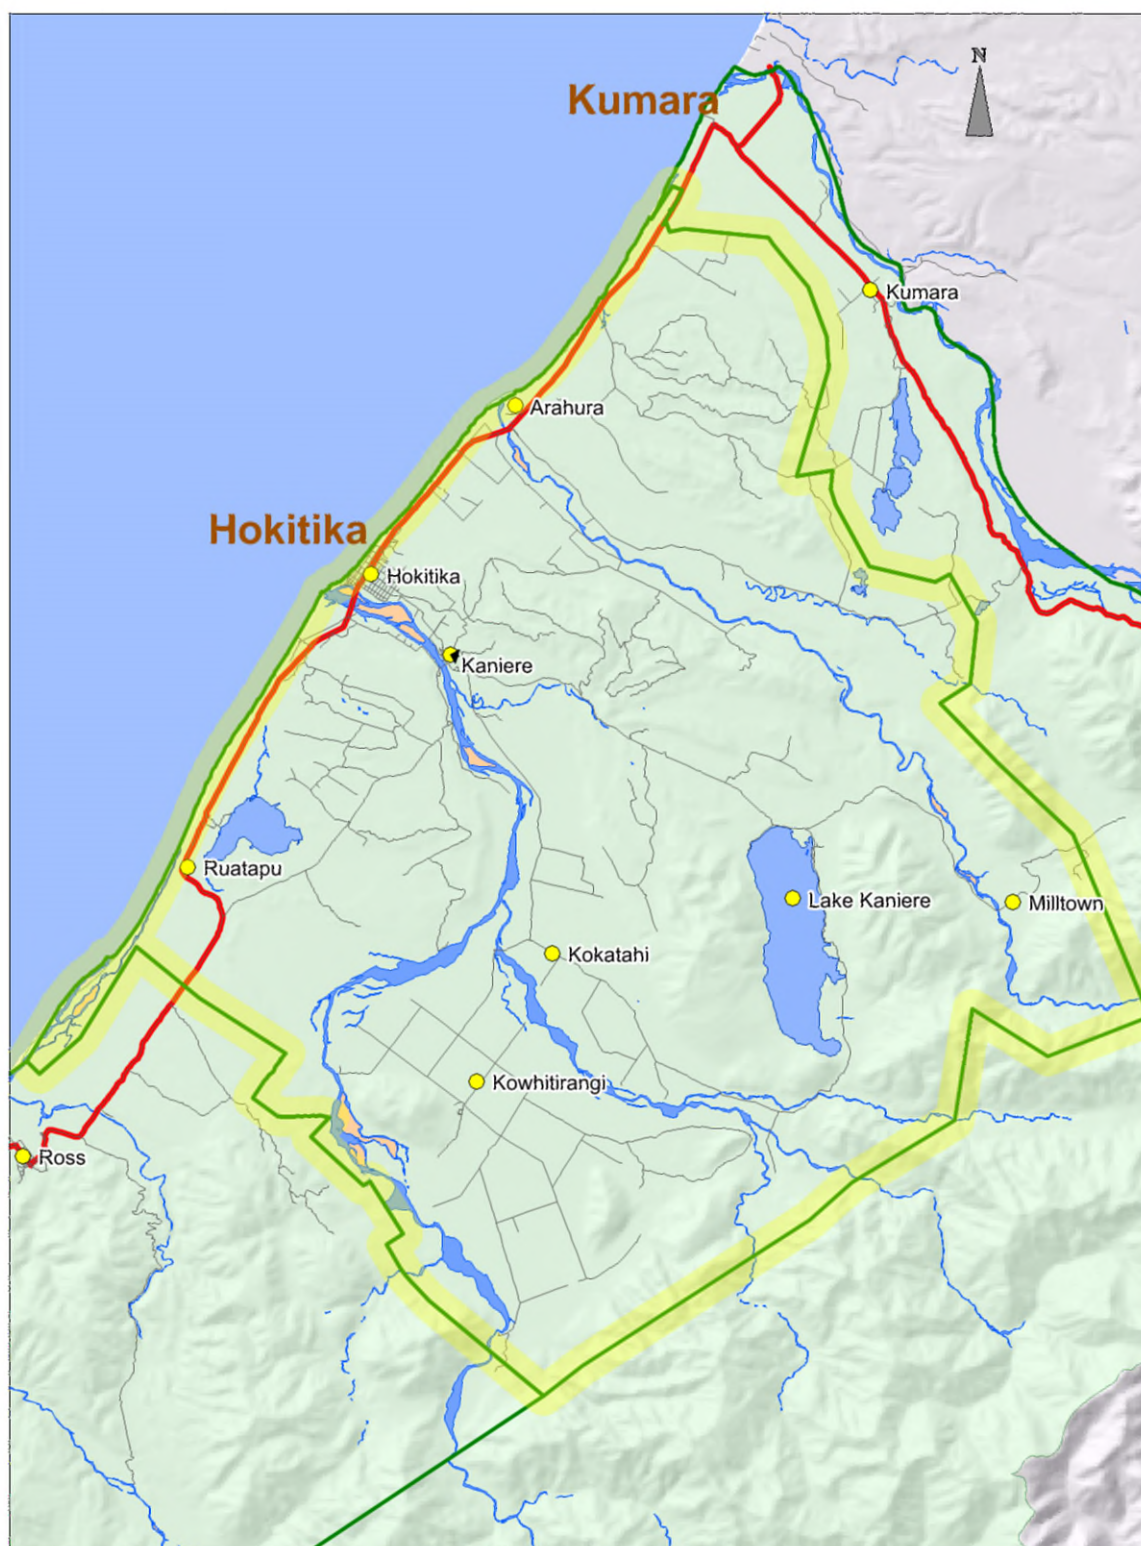 N
Kumara
Kumara
Arahura
Hokitika
Hokitika
Kaniere
Ruatapu
Lake Kaniere
Milltown
Kokatahi
Kowhitirangi
Ross